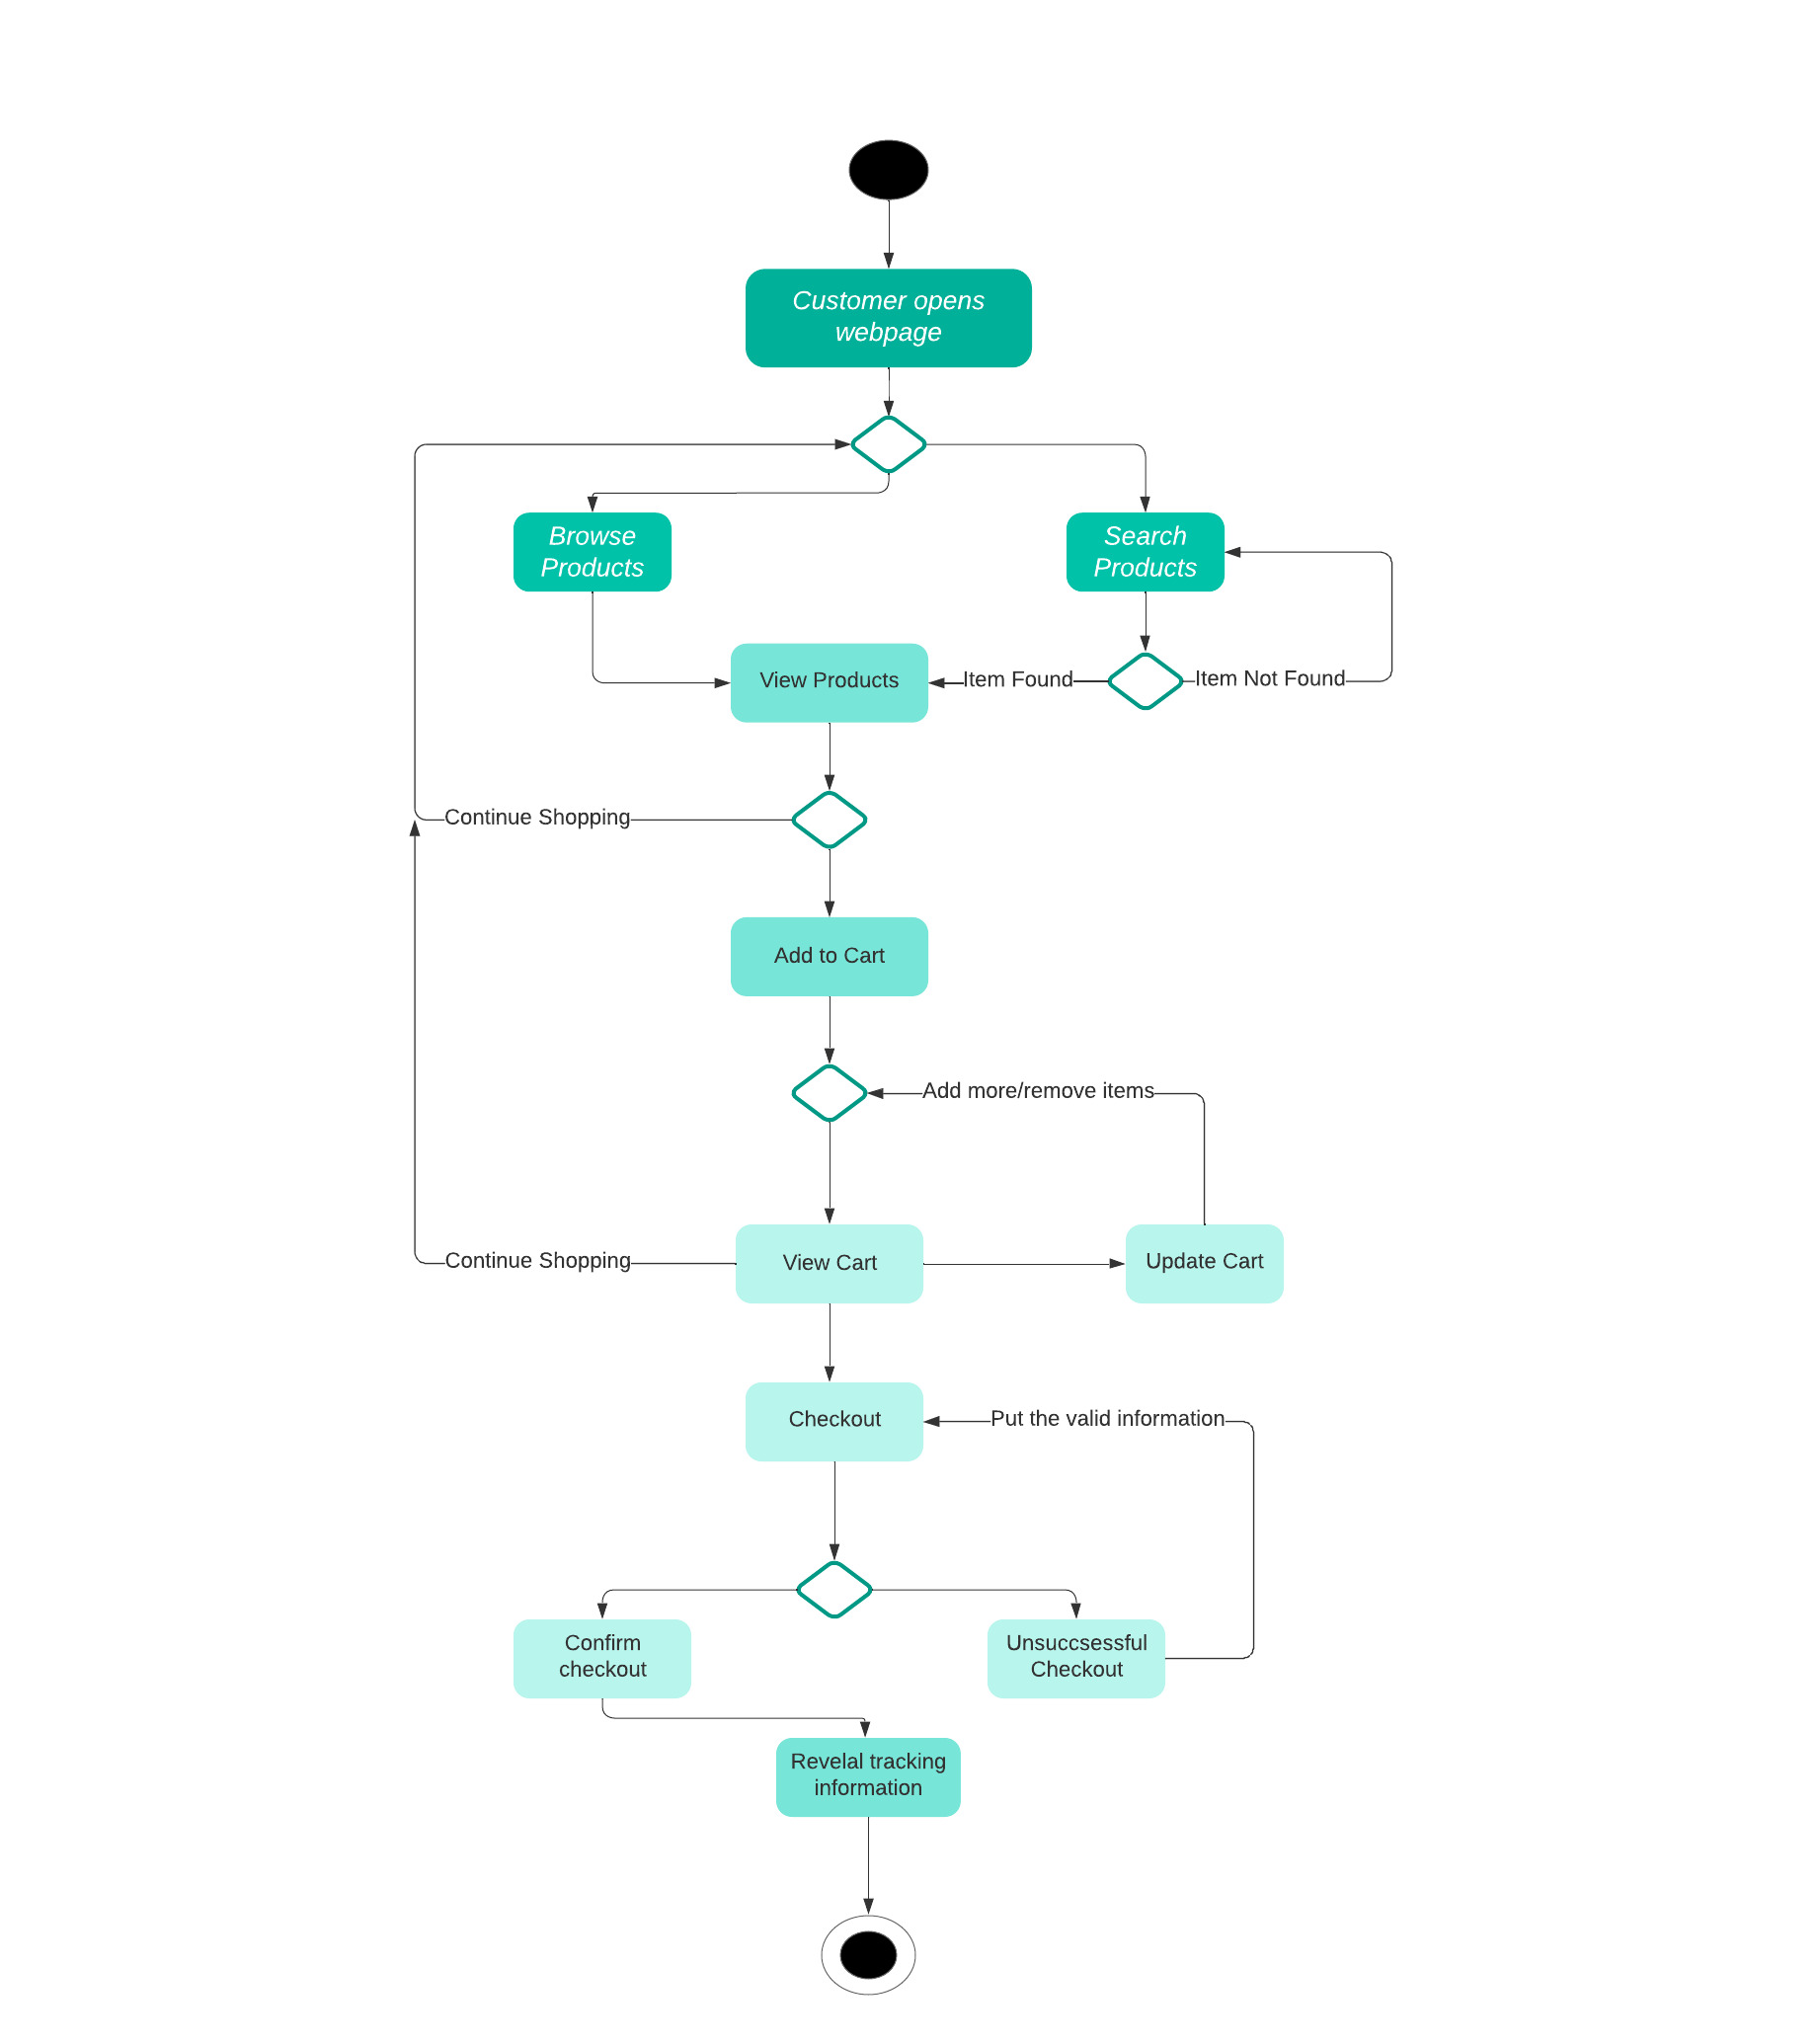 Customer opens
webpage
Browse
Products
Search
Products
View Products
Item Found
Item Not Found
Continue Shopping
Add to Cart
Add more/remove items
Continue Shopping
View Cart
Update Cart
Checkout
Put the valid information
Confirm
checkout
Unsuccsessful
Checkout
Revelal tracking
information